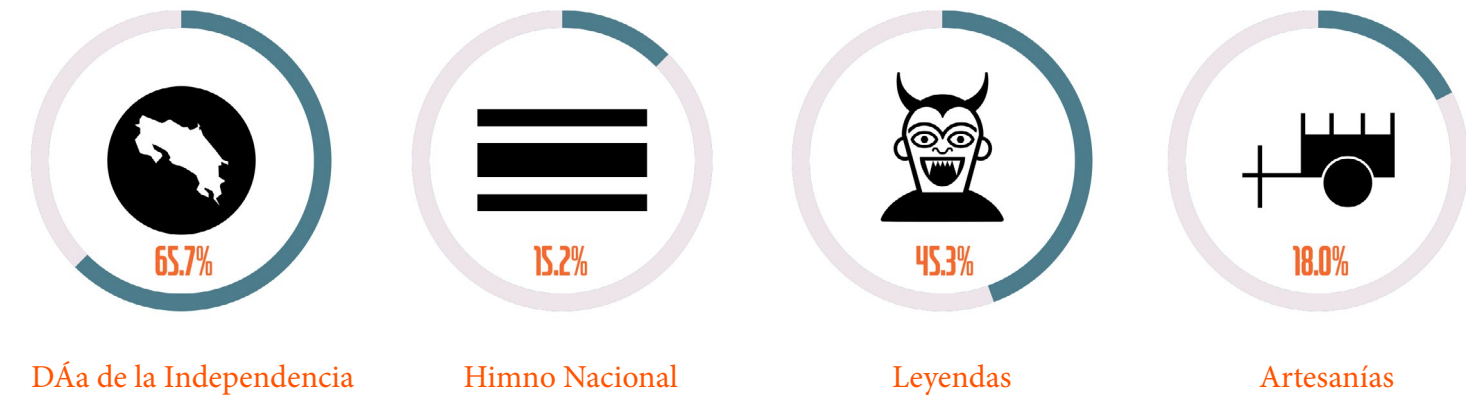 65.7%
15.2%
45.3%
18.0%
DÁa de la Independencia
Himno Nacional
Leyendas
Artesanías